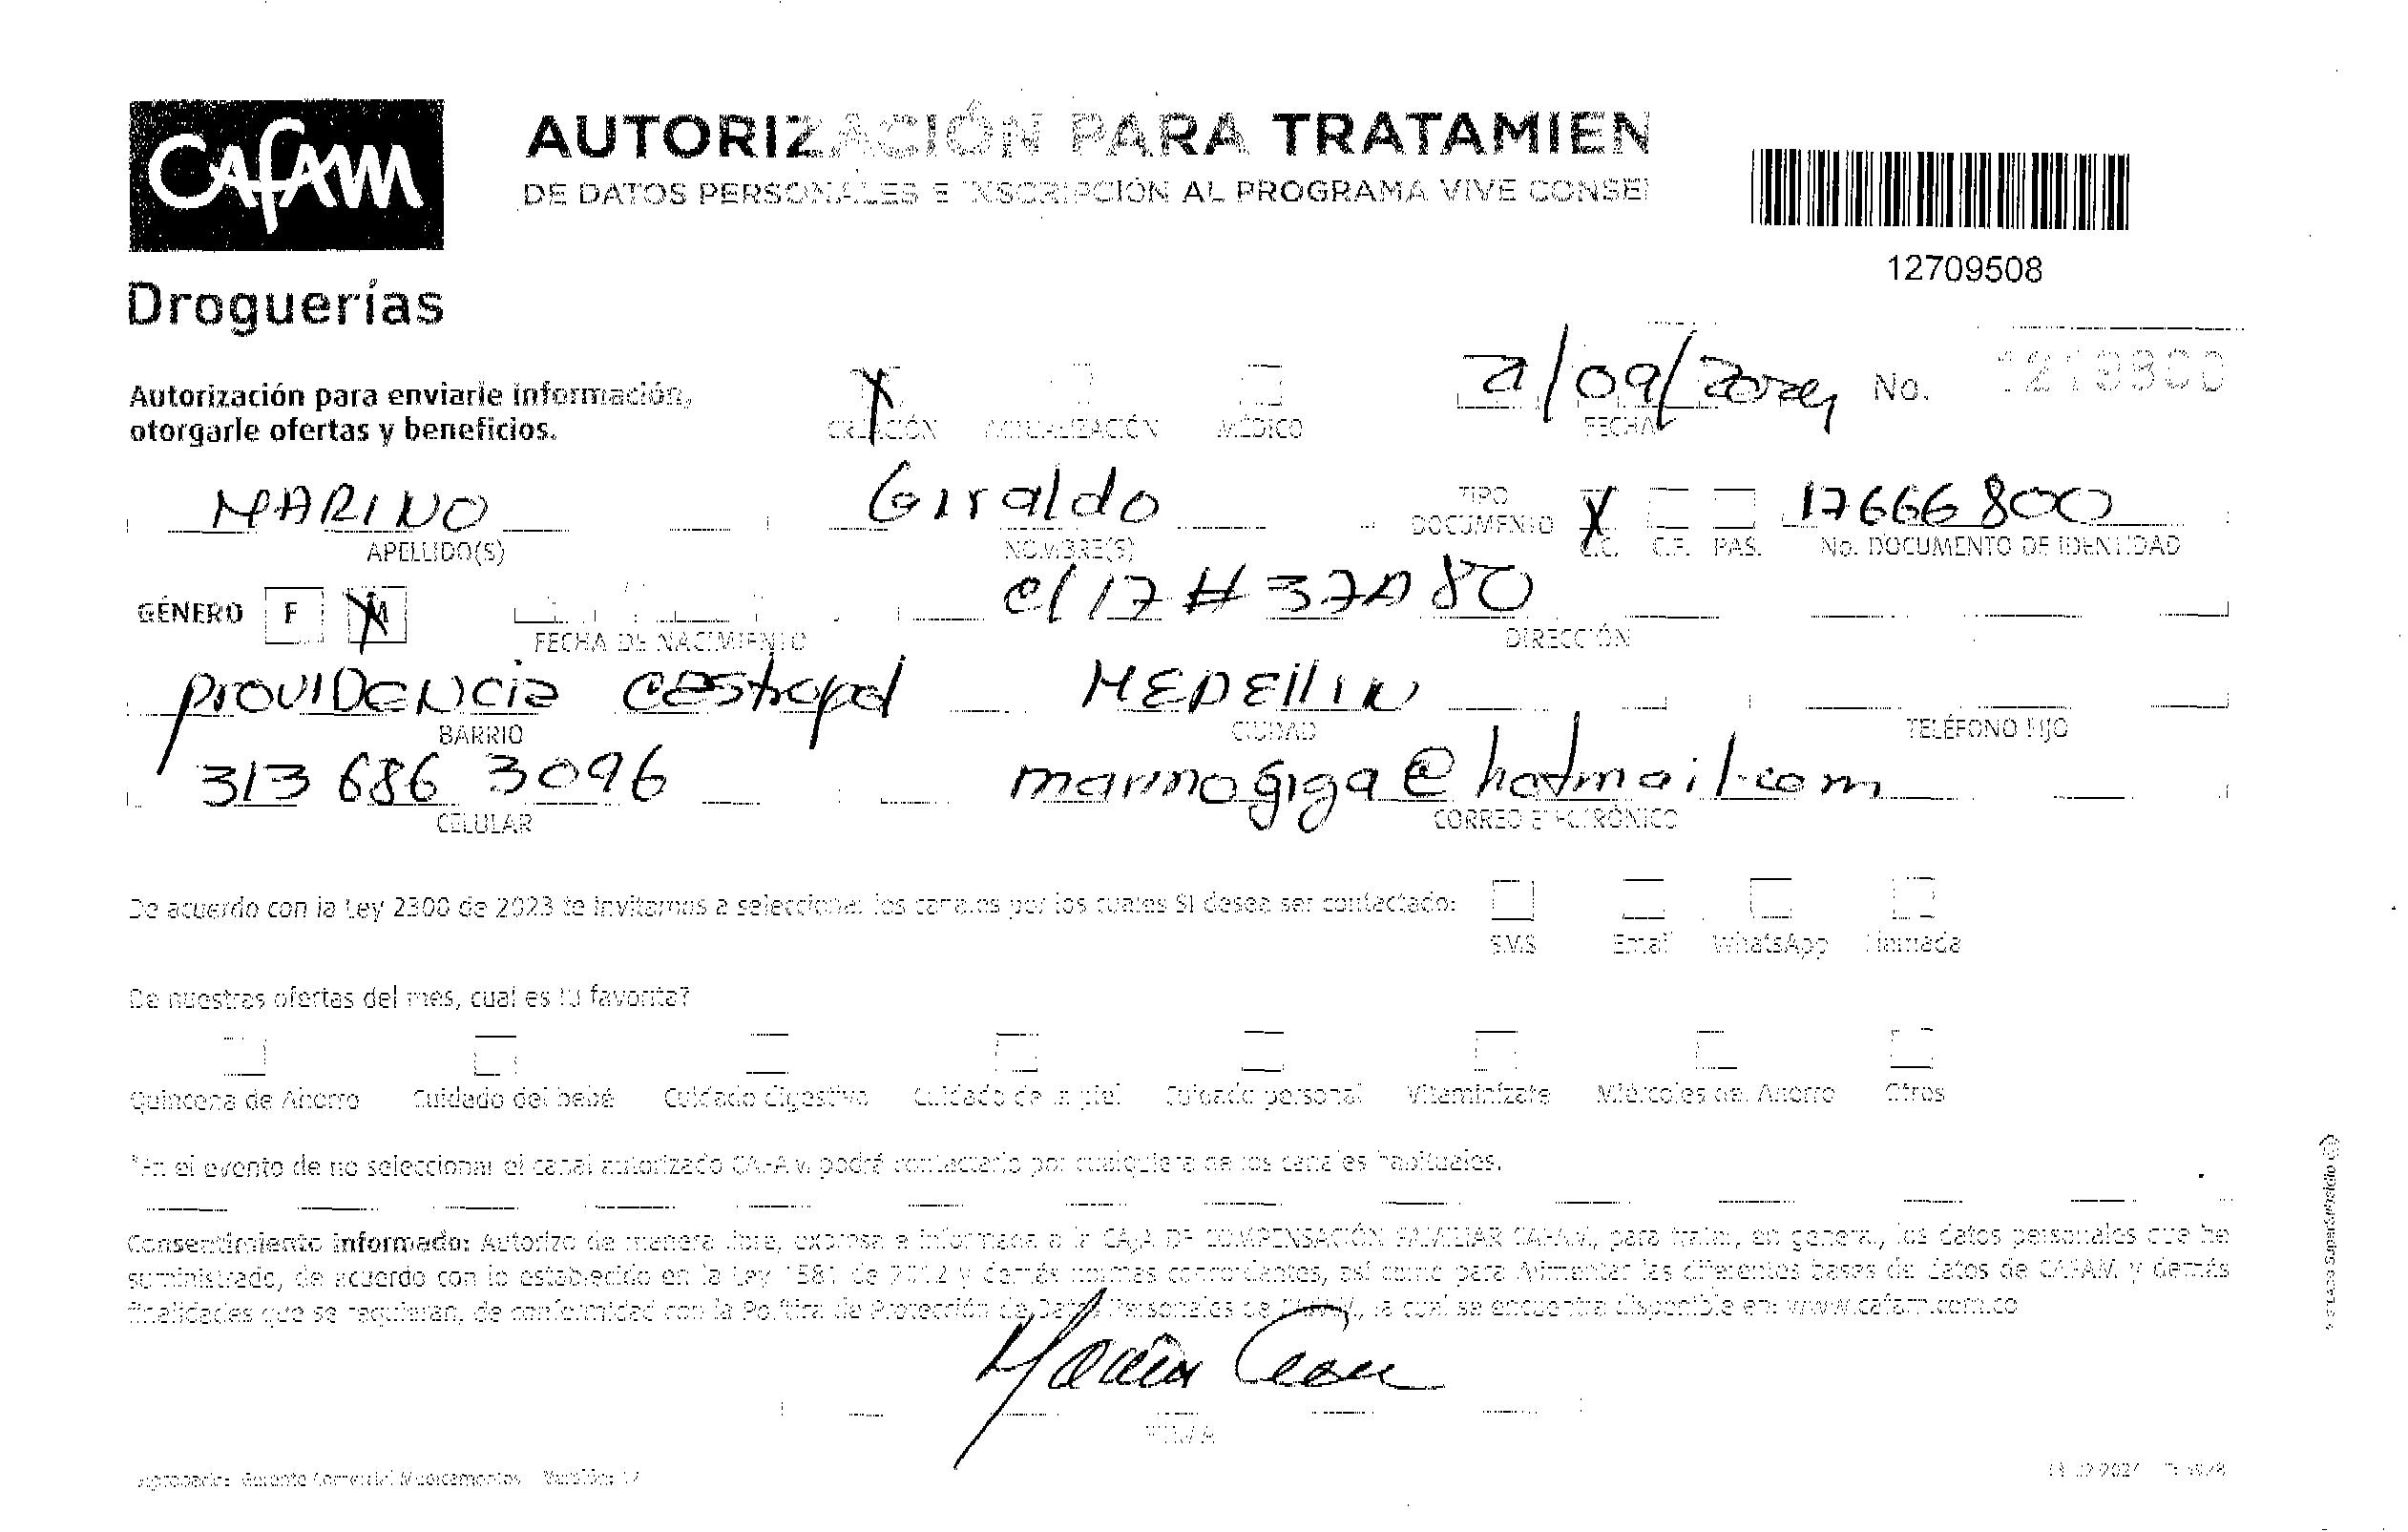 Cafam
Droguerías
AUTORIZACIÓN PARA TRATAMIEN
DE DATOS PERSONALES E INSCRIPCIÓN AL PROGRAMA VIVE CONSE
12709508
Autorización para enviarle información,
otorgarle ofertas y beneficios.
X
CREACIÓN ACTUALIZACIÓN MÉDICO
/09/2024 FECHA
No. 1219800
MARINO
APELLIDO(S)
Giraldo
NOMBRE(S)
TIPO
DOCUMENTO X
C.C. C.E. PAS.
17666800
No. DOCUMENTO DE IDENTIDAD
GÉNERO F M X
FECHA DE NACIMIENTO
cl 17 # 37A 80
DIRECCIÓN
PROVIDENCia
BARRIO
MEDEllIN
CIUDAD
TELÉFONO FIJO
313 686 3096
CELULAR
marinogiga@hotmail.com
CORREO ELECTRÓNICO
De acuerdo con la Ley 2300 de 2023 te invitamos a seleccionar los canales por los cuales SI desea ser contactado:
SMS Email WhatsApp Llamada
De nuestras ofertas del mes, cual es tu favorita?
Quincena de Ahorro Cuidado del bebé Cuidado digestivo Cuidado de la piel Cuidado personal Vitaminízate Miércoles del Ahorro Otros
*En el evento de no seleccionar el canal autorizado CAFAM podrá contactarlo por cualquiera de los canales habituales.
Consentimiento informado: Autorizo de manera libre, expresa e informada a la CAJA DE COMPENSACIÓN FAMILIAR CAFAM, para tratar, en general, los datos personales que he
suministrado, de acuerdo con lo establecido en la Ley 1581 de 2012 y demás normas concordantes, así como para Alimentar las diferentes bases de datos de CAFAM y demás
finalidades que se requieran, de conformidad con la Política de Protección de Datos Personales de CAFAM, la cual se encuentra disponible en: www.cafam.com.co
FIRMA
Gerente Comercial Medicamentos Versión: 12
VIGILADO SuperSubsidio